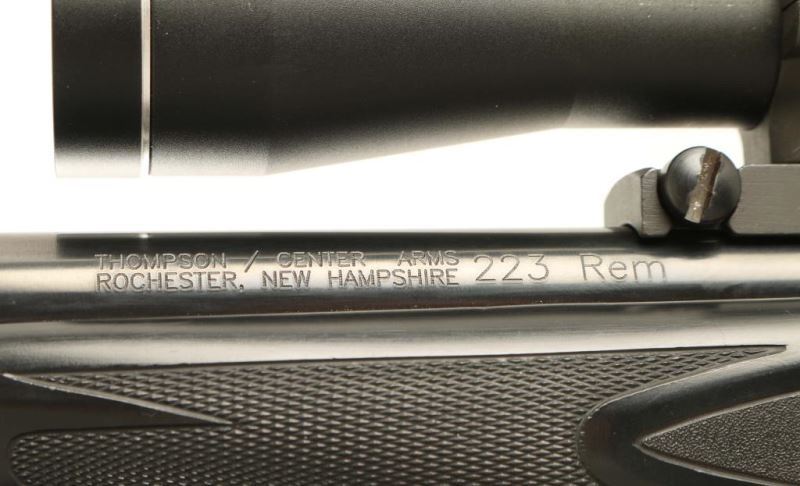 THOMPSON / CENTER ARMS
ROCHESTER, NEW HAMPSHIRE 223 Rem